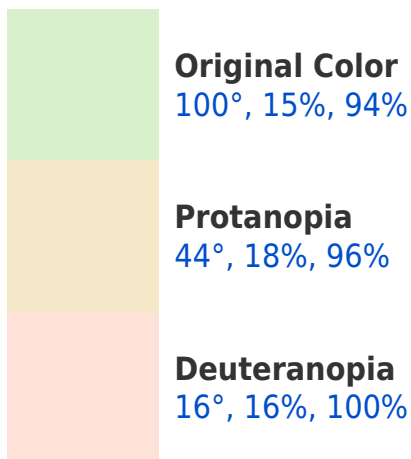 Original Color
100°, 15%, 94%
Protanopia
44°, 18%, 96%
Deuteranopia
16°, 16%, 100%